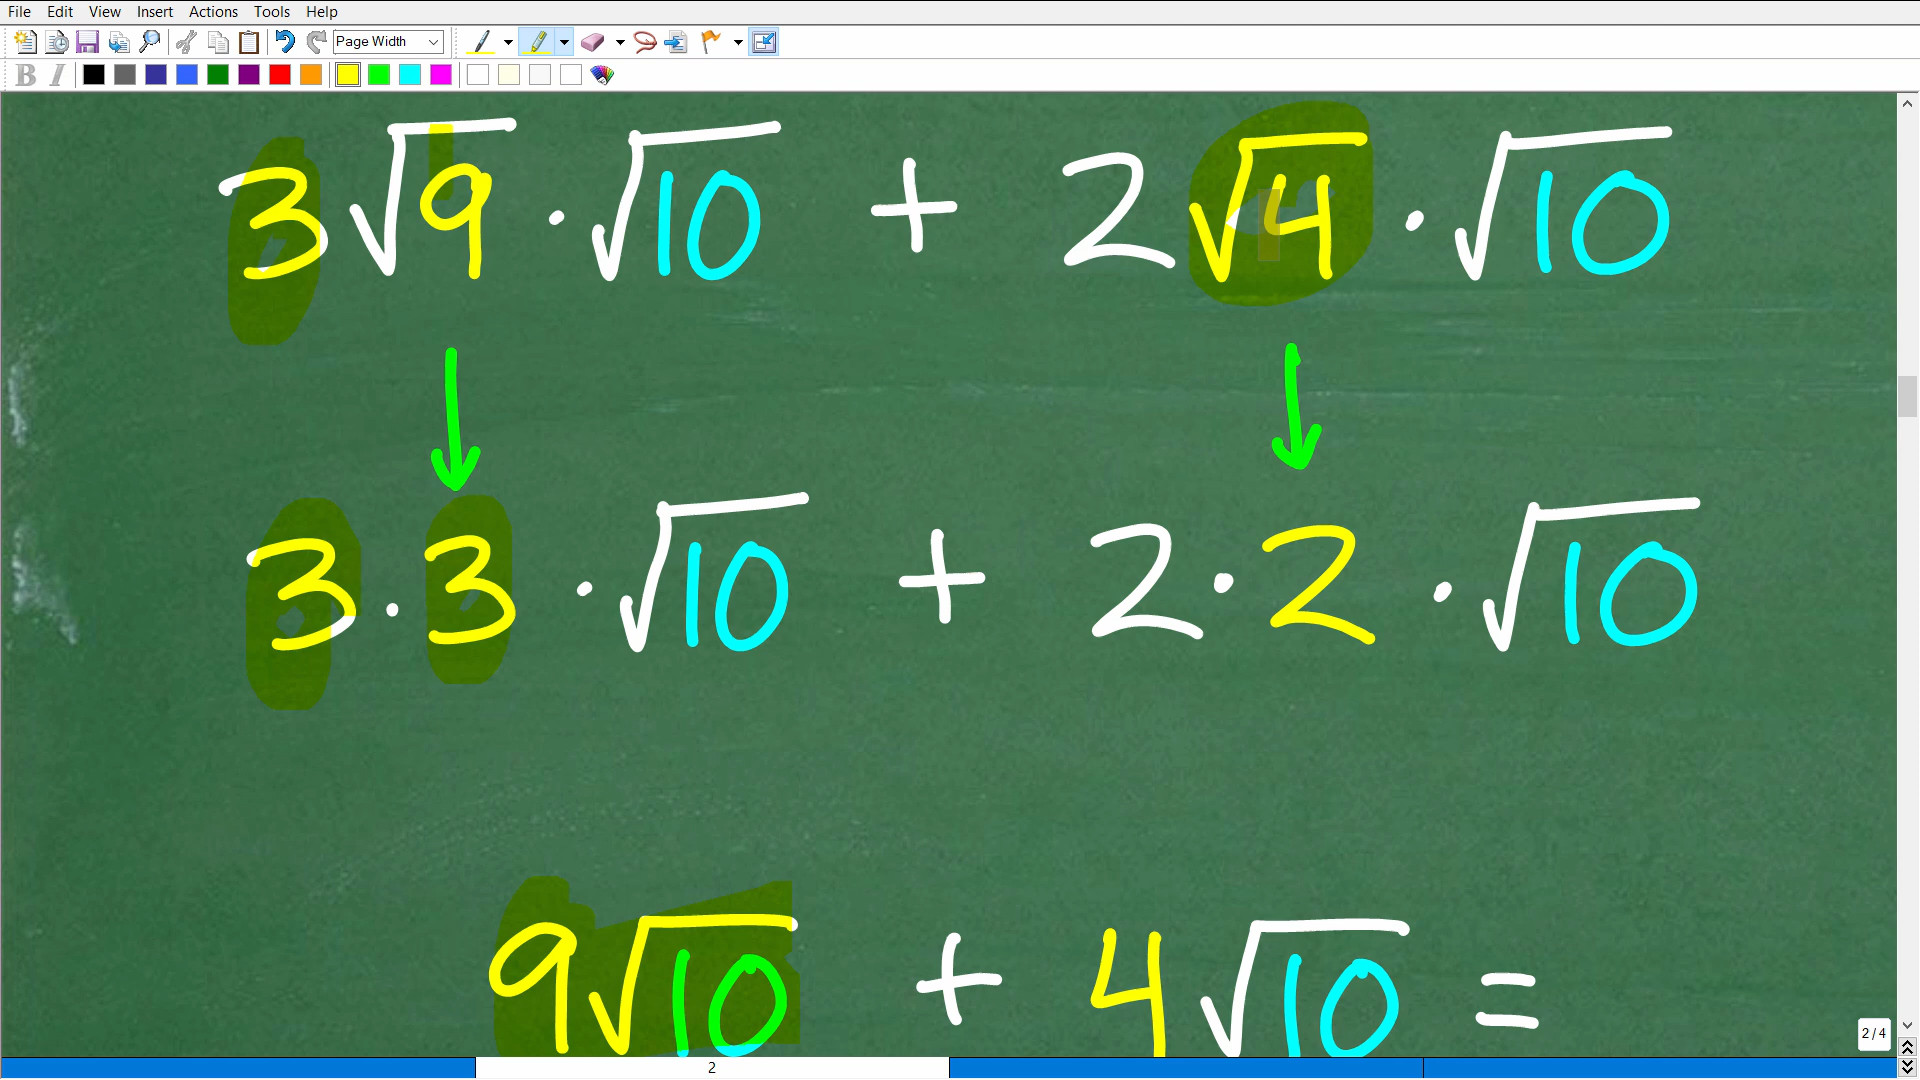 File Edit View Insert Actions Tools Help
Page Width
B I
3√9 · √10 + 2√4 · √10
3 · 3 · √10 + 2 · 2 · √10
9√10 + 4√10 =
2 / 4
2